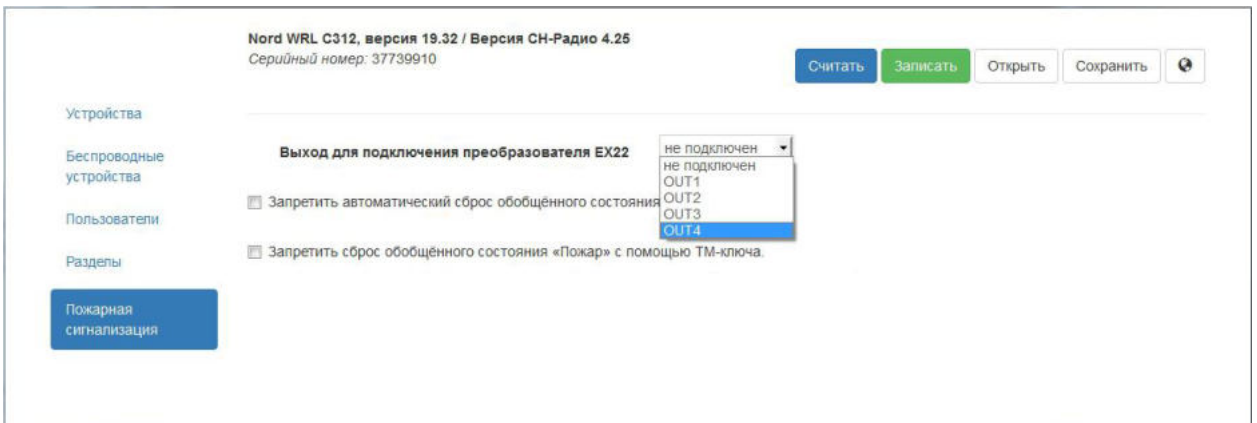 Nord WRL C312, версия 19.32 / Версия СН-Радио 4.25
Серийный номер: 37739910
Считать
Записать
Открыть
Сохранить
Устройства
Беспроводные
устройства
Пользователи
Разделы
Пожарная
сигнализация
Выход для подключения преобразователя EX22
не подключен
не подключен
OUT1
OUT2
OUT3
OUT4
Запретить автоматический сброс обобщённого состояния
Запретить сброс обобщённого состояния «Пожар» с помощью ТМ-ключа.